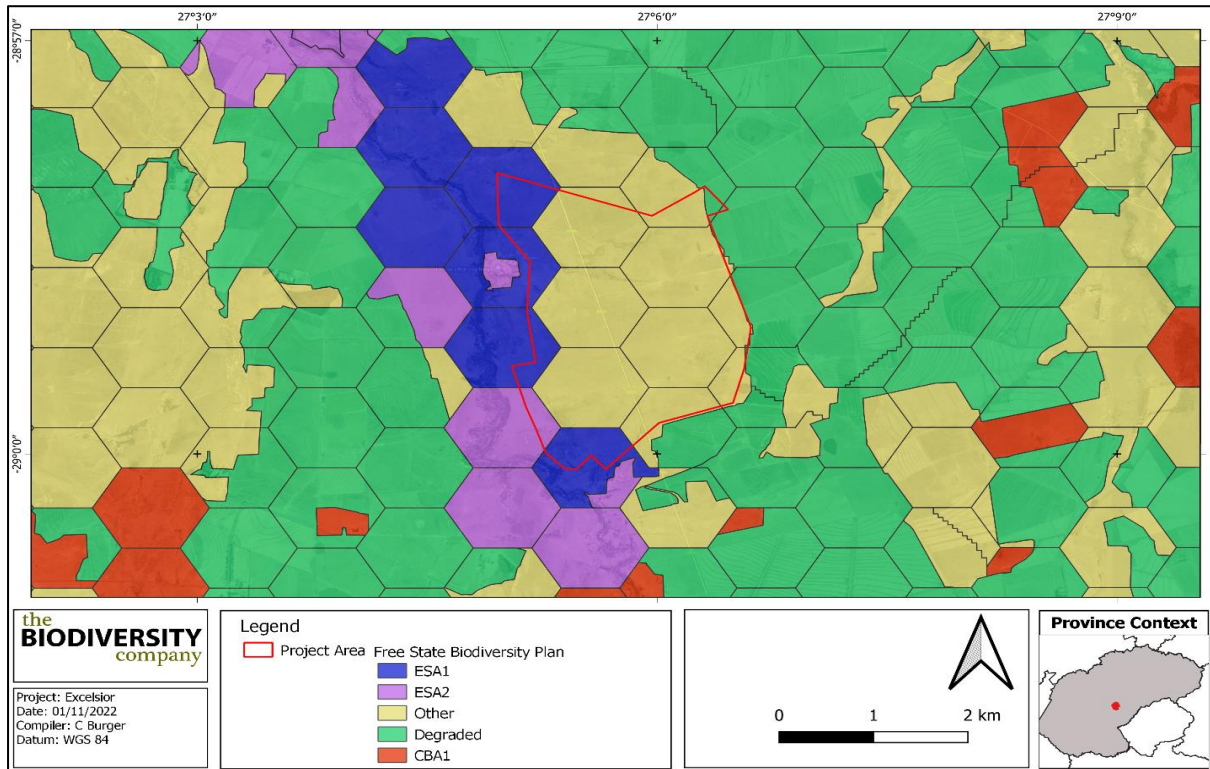 27°3'0" 27°6'0" 27°9'0"
-28°57'0"
-29°0'0"
the
BIODIVERSITY
company
Project: Excelsior
Date: 01/11/2022
Compiler: C Burger
Datum: WGS 84
Legend
Project Area Free State Biodiversity Plan
ESA1
ESA2
Other
Degraded
CBA1
0 1 2 km
Province Context